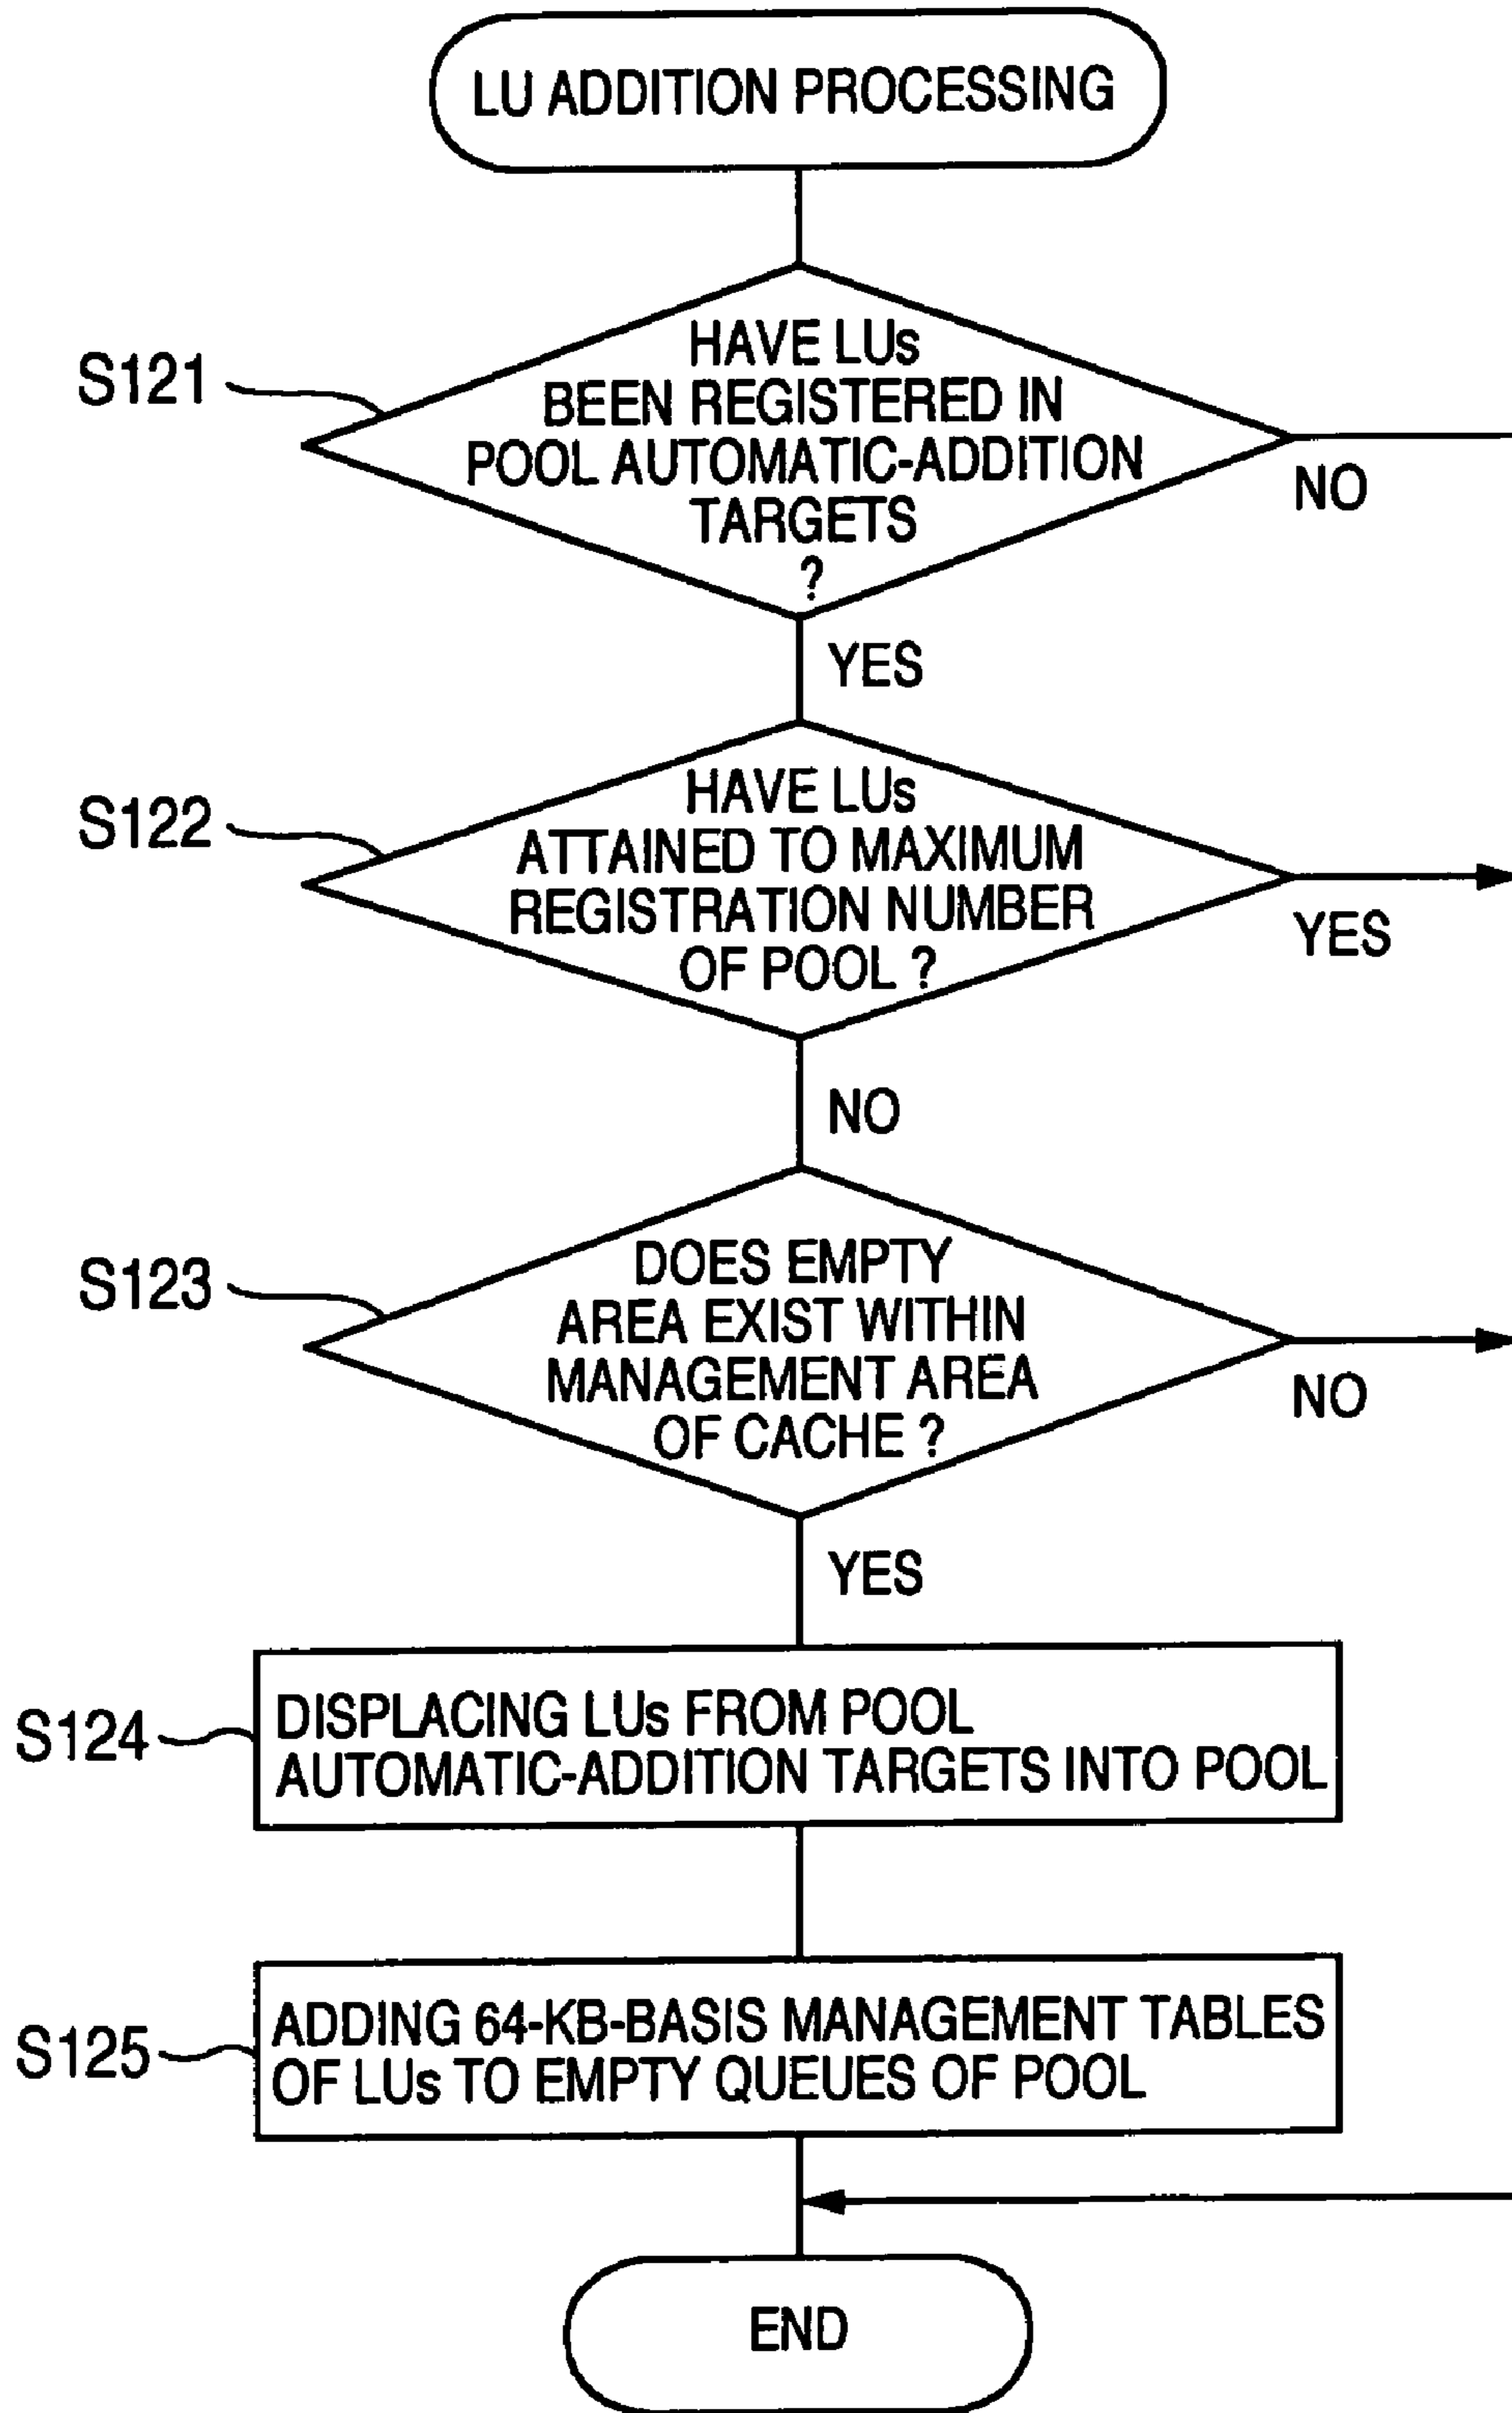 LU ADDITION PROCESSING
S121
HAVE LUs
BEEN REGISTERED IN
POOL AUTOMATIC-ADDITION
TARGETS
?
NO
YES
S122
HAVE LUs
ATTAINED TO MAXIMUM
REGISTRATION NUMBER
OF POOL ?
YES
NO
S123
DOES EMPTY
AREA EXIST WITHIN
MANAGEMENT AREA
OF CACHE ?
NO
YES
S124
DISPLACING LUs FROM POOL
AUTOMATIC-ADDITION TARGETS INTO POOL
S125
ADDING 64-KB-BASIS MANAGEMENT TABLES
OF LUs TO EMPTY QUEUES OF POOL
END